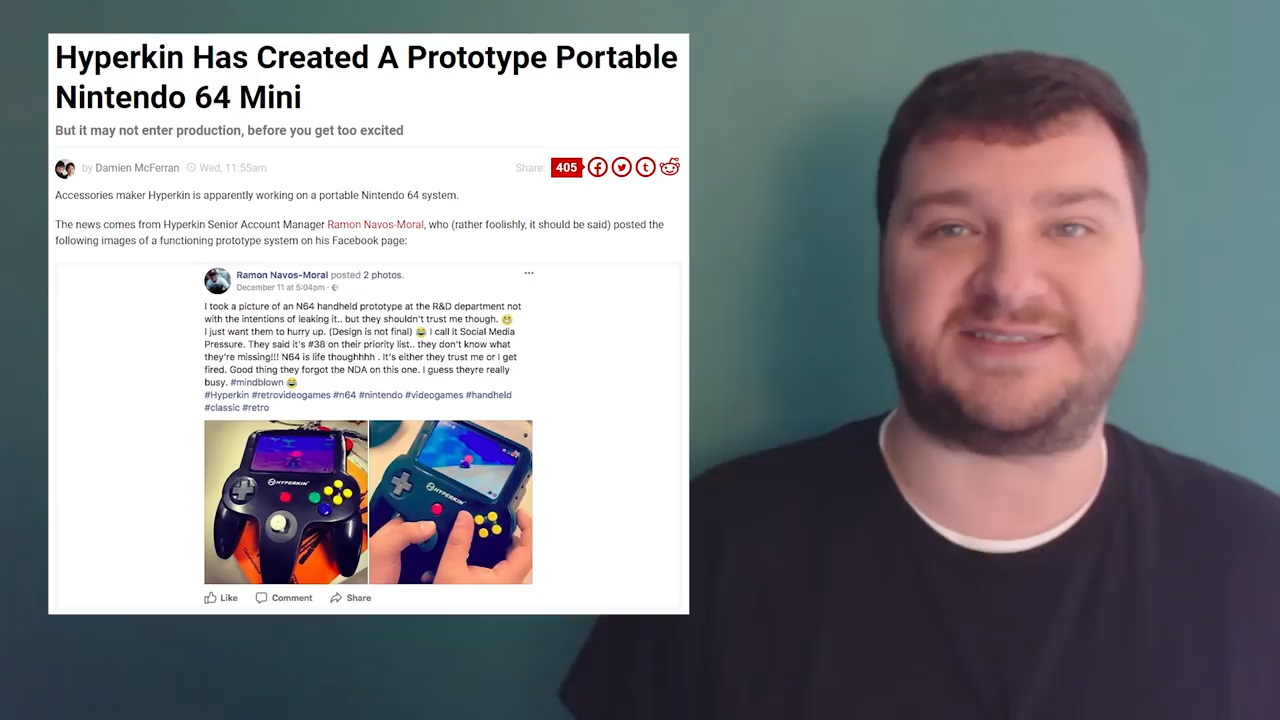 Hyperkin Has Created A Prototype Portable
Nintendo 64 Mini
But it may not enter production, before you get too excited
by Damien McFerran Wed, 11:55am
Share: 405
Accessories maker Hyperkin is apparently working on a portable Nintendo 64 system.
The news comes from Hyperkin Senior Account Manager Ramon Navos-Moral, who (rather foolishly, it should be said) posted the
following images of a functioning prototype system on his Facebook page:
Ramon Navos-Moral posted 2 photos.
December 11 at 5:04pm ·
I took a picture of an N64 handheld prototype at the R&D department not
with the intentions of leaking it.. but they shouldn't trust me though. 😁
I just want them to hurry up. (Design is not final) 😂 I call it Social Media
Pressure. They said it's #38 on their priority list.. they don't know what
they're missing!!! N64 is life thoughhhh . It's either they trust me or I get
fired. Good thing they forgot the NDA on this one. I guess theyre really
busy. #mindblown 😂
#Hyperkin #retrovideogames #n64 #nintendo #videogames #handheld
#classic #retro
HYPERKIN
HYPERKIN
Like Comment Share